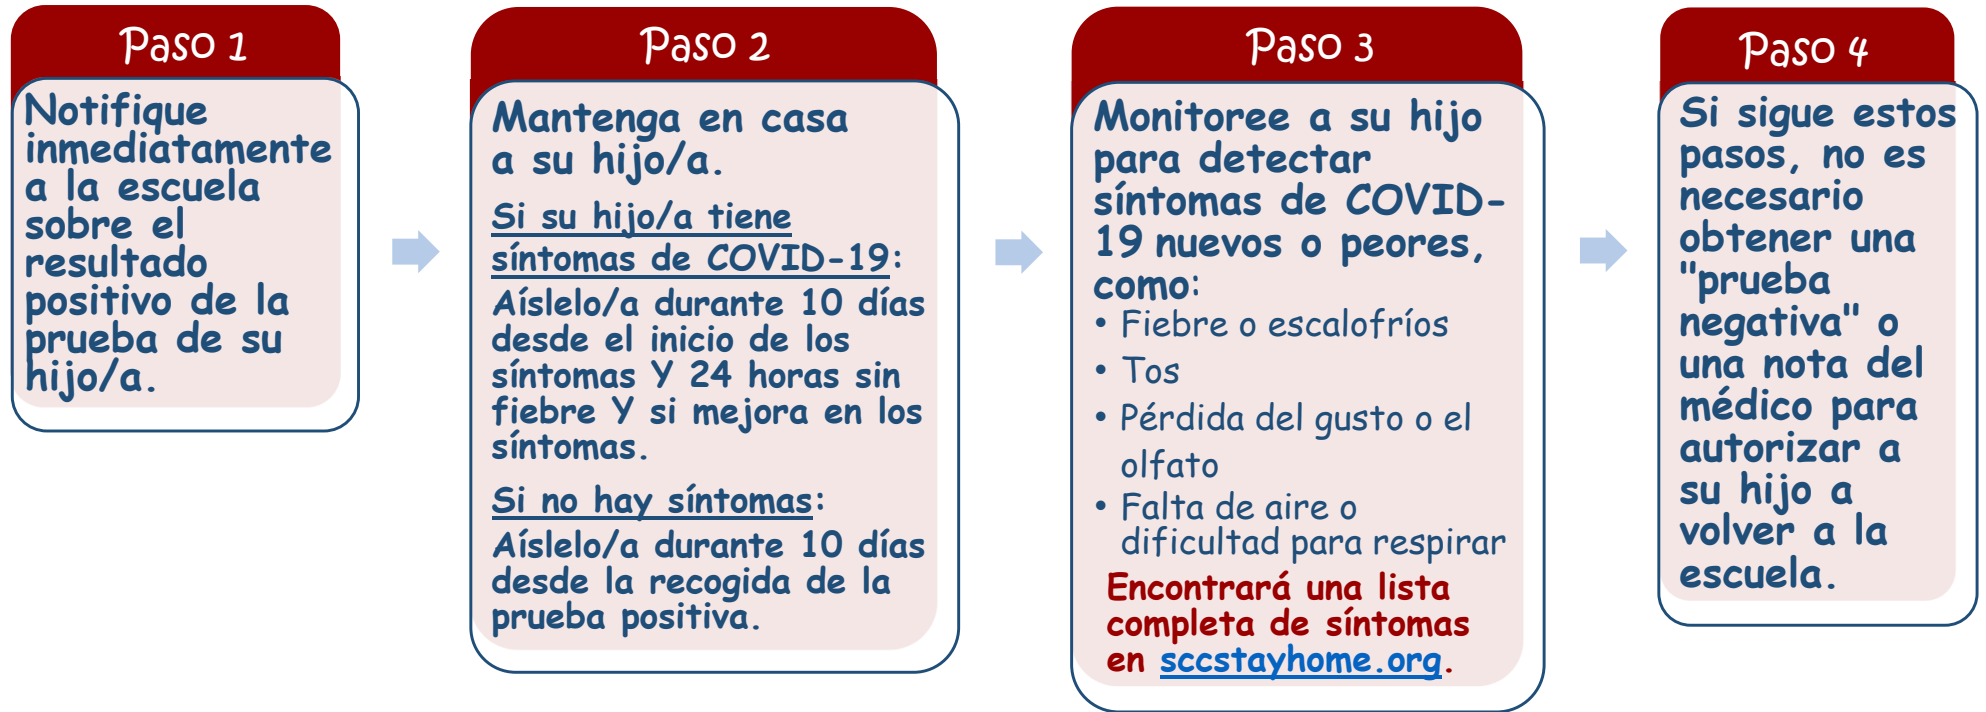 Paso 1
Notifique
inmediatamente
a la escuela
sobre el
resultado
positivo de la
prueba de su
hijo/a.
Paso 2
Mantenga en casa
a su hijo/a.
Si su hijo/a tiene
síntomas de COVID-19:
Aíslelo/a durante 10 días
desde el inicio de los
síntomas Y 24 horas sin
fiebre Y si mejora en los
síntomas.
Si no hay síntomas:
Aíslelo/a durante 10 días
desde la recogida de la
prueba positiva.
Paso 3
Monitoree a su hijo
para detectar
síntomas de COVID-
19 nuevos o peores,
como:
• Fiebre o escalofríos
• Tos
• Pérdida del gusto o el
olfato
• Falta de aire o
dificultad para respirar
Encontrará una lista
completa de síntomas
en sccstayhome.org.
Paso 4
Si sigue estos
pasos, no es
necesario
obtener una
"prueba
negativa" o
una nota del
médico para
autorizar a
su hijo a
volver a la
escuela.